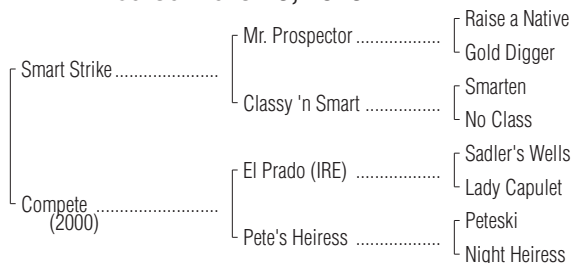 Raise a Native
Mr. Prospector ..................
Gold Digger
Smart Strike ......................
Smarten
Classy 'n Smart ................
No Class
Sadler's Wells
El Prado (IRE) ..................
Lady Capulet
Compete ..........................
(2000)
Peteski
Pete's Heiress ..................
Night Heiress